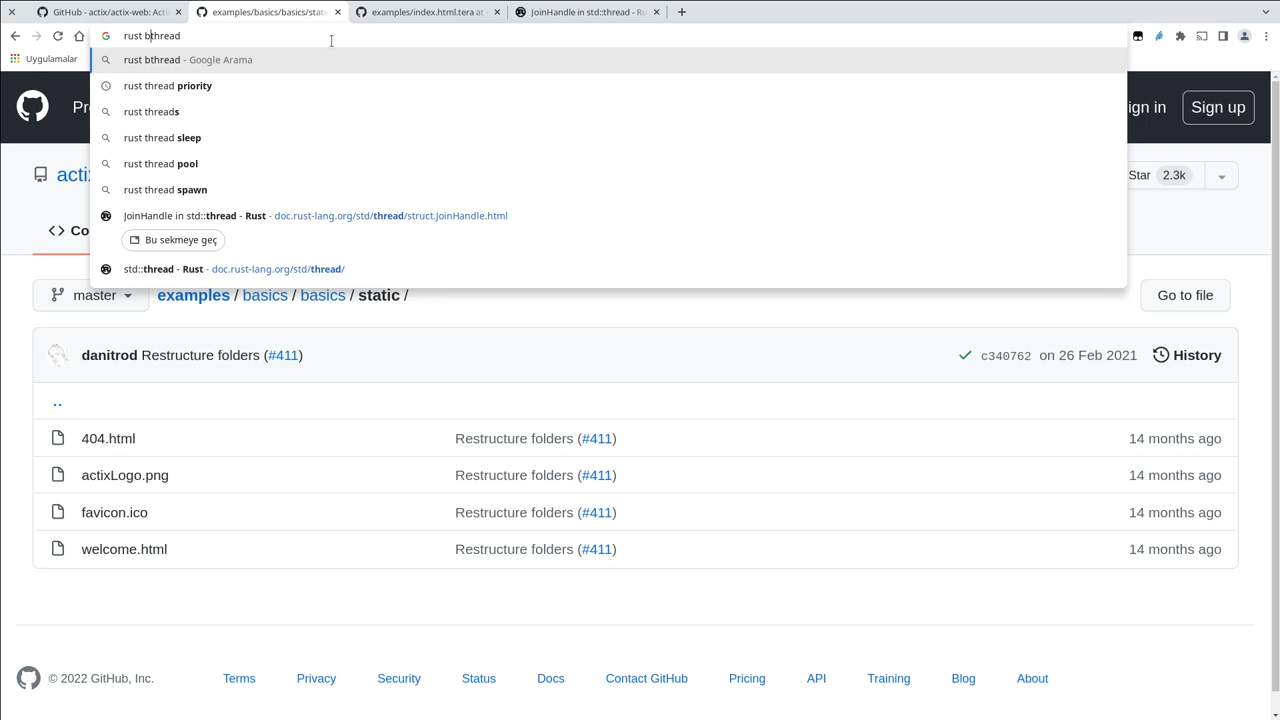 GitHub - actix/actix-web: Acti
examples/basics/basics/stati
examples/index.html.tera at
JoinHandle in std::thread - Ru
rust bthread
Uygulamalar
rust bthread - Google Arama
rust thread priority
rust threads
rust thread sleep
rust thread pool
rust thread spawn
JoinHandle in std::thread - Rust - doc.rust-lang.org/std/thread/struct.JoinHandle.html
Bu sekmeye geç
std::thread - Rust - doc.rust-lang.org/std/thread/
Pr
ign in
Sign up
acti
Star 2.3k
Co
master
examples / basics / basics / static /
Go to file
danitrod Restructure folders (#411)
c340762 on 26 Feb 2021
History
..
404.html Restructure folders (#411) 14 months ago
actixLogo.png Restructure folders (#411) 14 months ago
favicon.ico Restructure folders (#411) 14 months ago
welcome.html Restructure folders (#411) 14 months ago
© 2022 GitHub, Inc.
Terms
Privacy
Security
Status
Docs
Contact GitHub
Pricing
API
Training
Blog
About